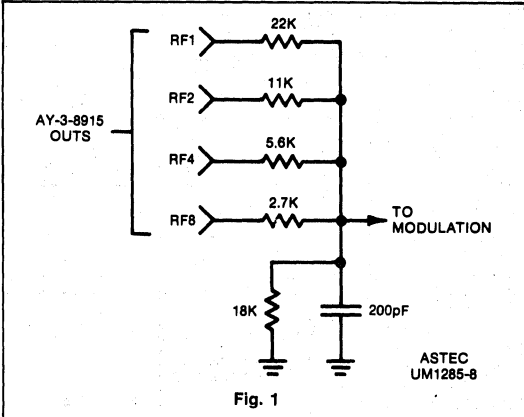 RF1
22K
RF2
11K
AY-3-8915
OUTS
RF4
5.6K
RF8
2.7K
TO
MODULATION
18K
200pF
ASTEC
UM1285-8
Fig. 1